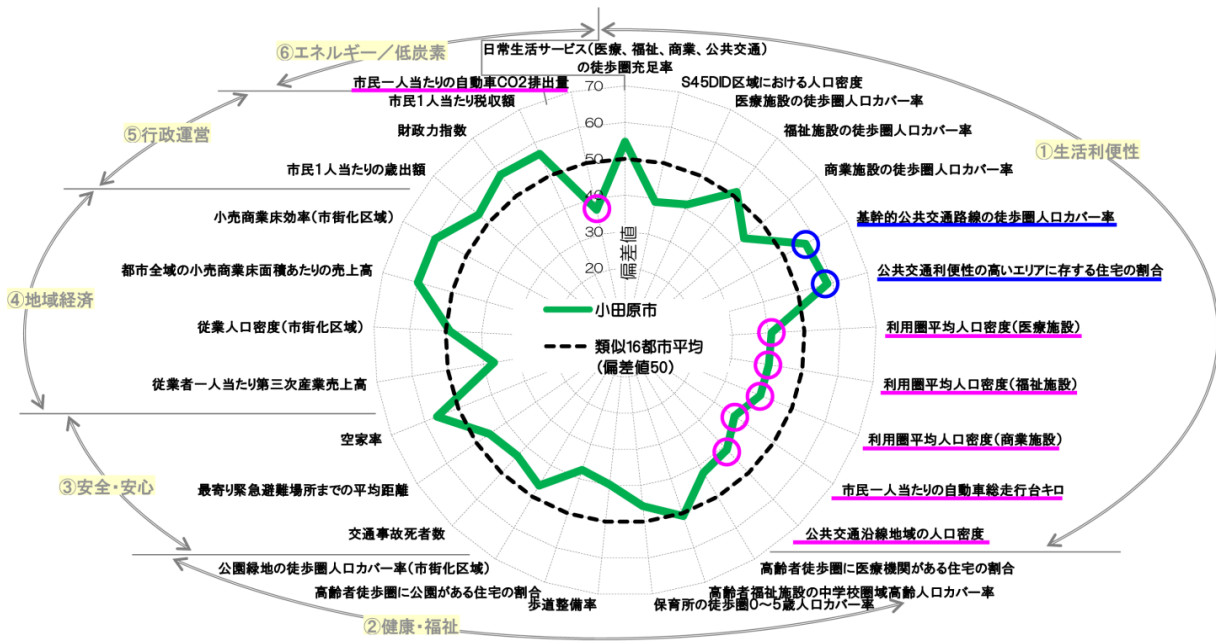 ⑥エネルギー／低炭素
日常生活サービス(医療、福祉、商業、公共交通)
の徒歩圏充足率
市民一人当たりの自動車CO2排出量
S45DID区域における人口密度
市民1人当たり税収額
医療施設の徒歩圏人口カバー率
⑤行政運営
財政力指数
福祉施設の徒歩圏人口カバー率
①生活利便性
市民1人当たりの歳出額
商業施設の徒歩圏人口カバー率
小売商業床効率(市街化区域)
基幹的公共交通路線の徒歩圏人口カバー率
都市全域の小売商業床面積あたりの売上高
公共交通利便性の高いエリアに存する住宅の割合
④地域経済
従業人口密度(市街化区域)
利用圏平均人口密度(医療施設)
従業者一人当たり第三次産業売上高
利用圏平均人口密度(福祉施設)
空家率
利用圏平均人口密度(商業施設)
③安全・安心
最寄り緊急避難場所までの平均距離
市民一人当たりの自動車総走行台キロ
交通事故死者数
公共交通沿線地域の人口密度
公園緑地の徒歩圏人口カバー率(市街化区域)
高齢者徒歩圏に医療機関がある住宅の割合
高齢者徒歩圏に公園がある住宅の割合
高齢者福祉施設の中学校圏域高齢人口カバー率
歩道整備率
保育所の徒歩圏0～5歳人口カバー率
②健康・福祉
70
60
50
40
30
20
偏差値
小田原市
類似16都市平均
(偏差値50)